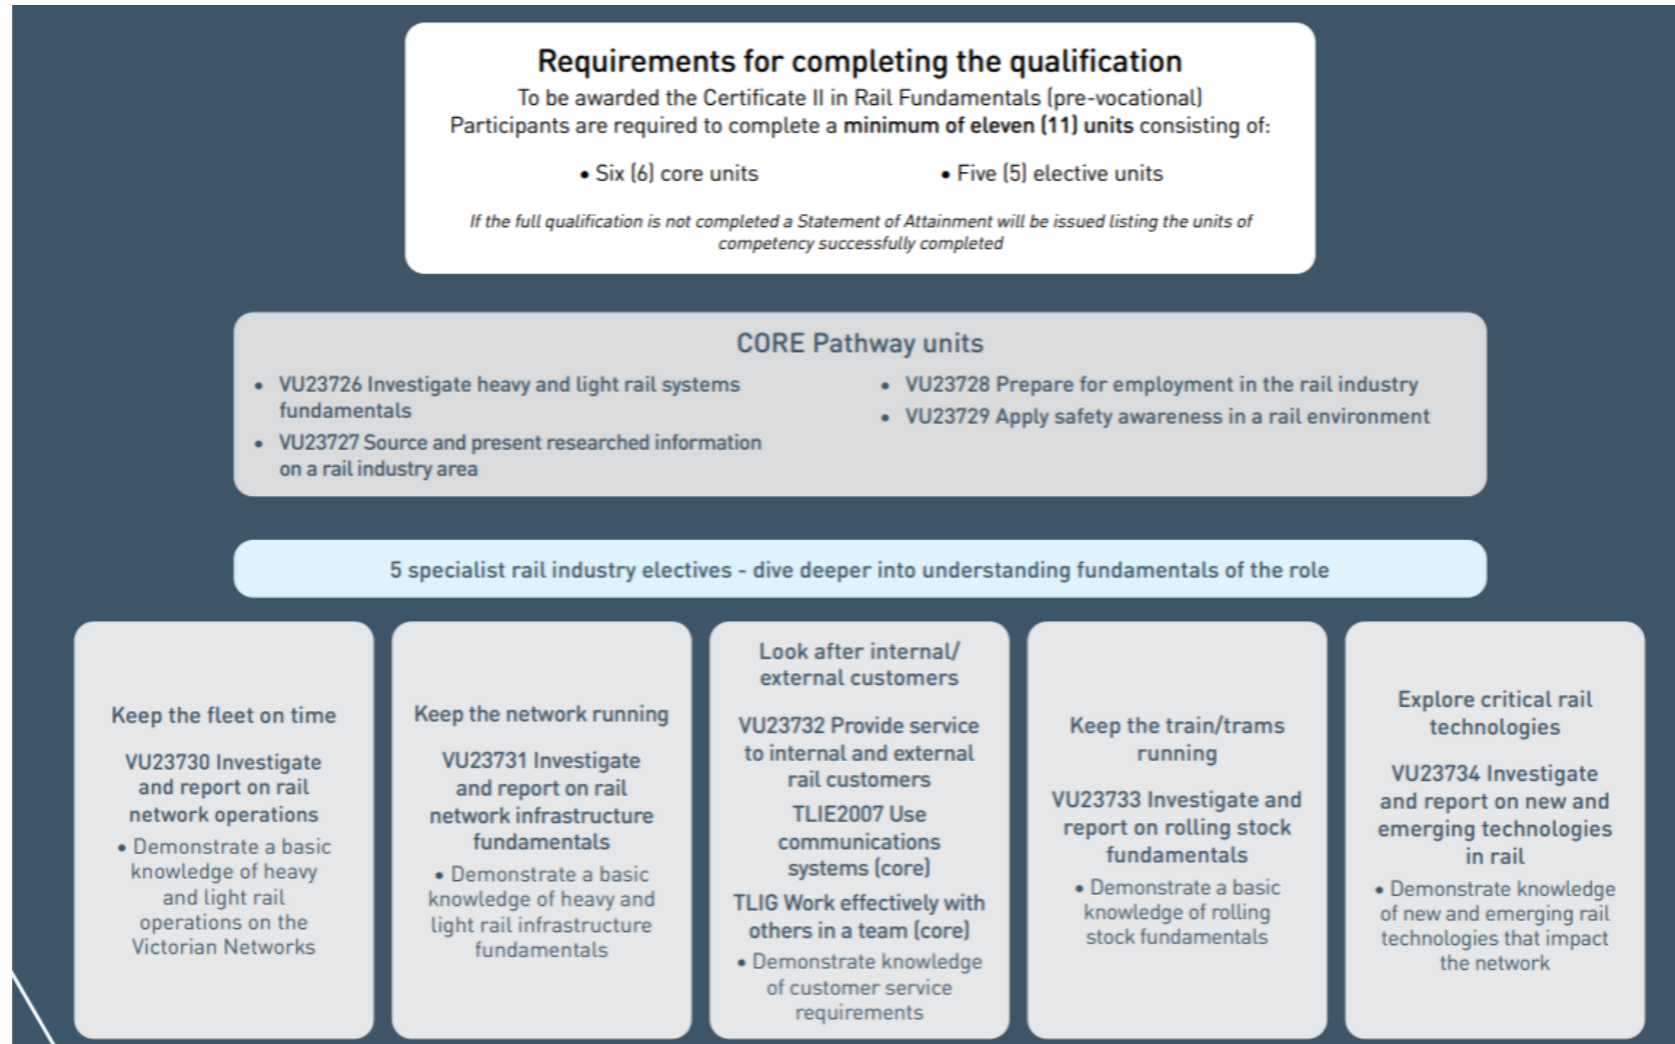 Requirements for completing the qualification
To be awarded the Certificate II in Rail Fundamentals (pre-vocational)
Participants are required to complete a minimum of eleven (11) units consisting of:
• Six (6) core units
• Five (5) elective units
If the full qualification is not completed a Statement of Attainment will be issued listing the units of
competency successfully completed
CORE Pathway units
• VU23726 Investigate heavy and light rail systems
fundamentals
• VU23727 Source and present researched information
on a rail industry area
• VU23728 Prepare for employment in the rail industry
• VU23729 Apply safety awareness in a rail environment
5 specialist rail industry electives - dive deeper into understanding fundamentals of the role
Keep the fleet on time
VU23730 Investigate
and report on rail
network operations
• Demonstrate a basic
knowledge of heavy
and light rail
operations on the
Victorian Networks
Keep the network running
VU23731 Investigate
and report on rail
network infrastructure
fundamentals
• Demonstrate a basic
knowledge of heavy and
light rail infrastructure
fundamentals
Look after internal/
external customers
VU23732 Provide service
to internal and external
rail customers
TLIE2007 Use
communications
systems (core)
TLIG Work effectively with
others in a team (core)
• Demonstrate knowledge
of customer service
requirements
Keep the train/trams
running
VU23733 Investigate and
report on rolling stock
fundamentals
• Demonstrate a basic
knowledge of rolling
stock fundamentals
Explore critical rail
technologies
VU23734 Investigate
and report on new and
emerging technologies
in rail
• Demonstrate knowledge
of new and emerging rail
technologies that impact
the network